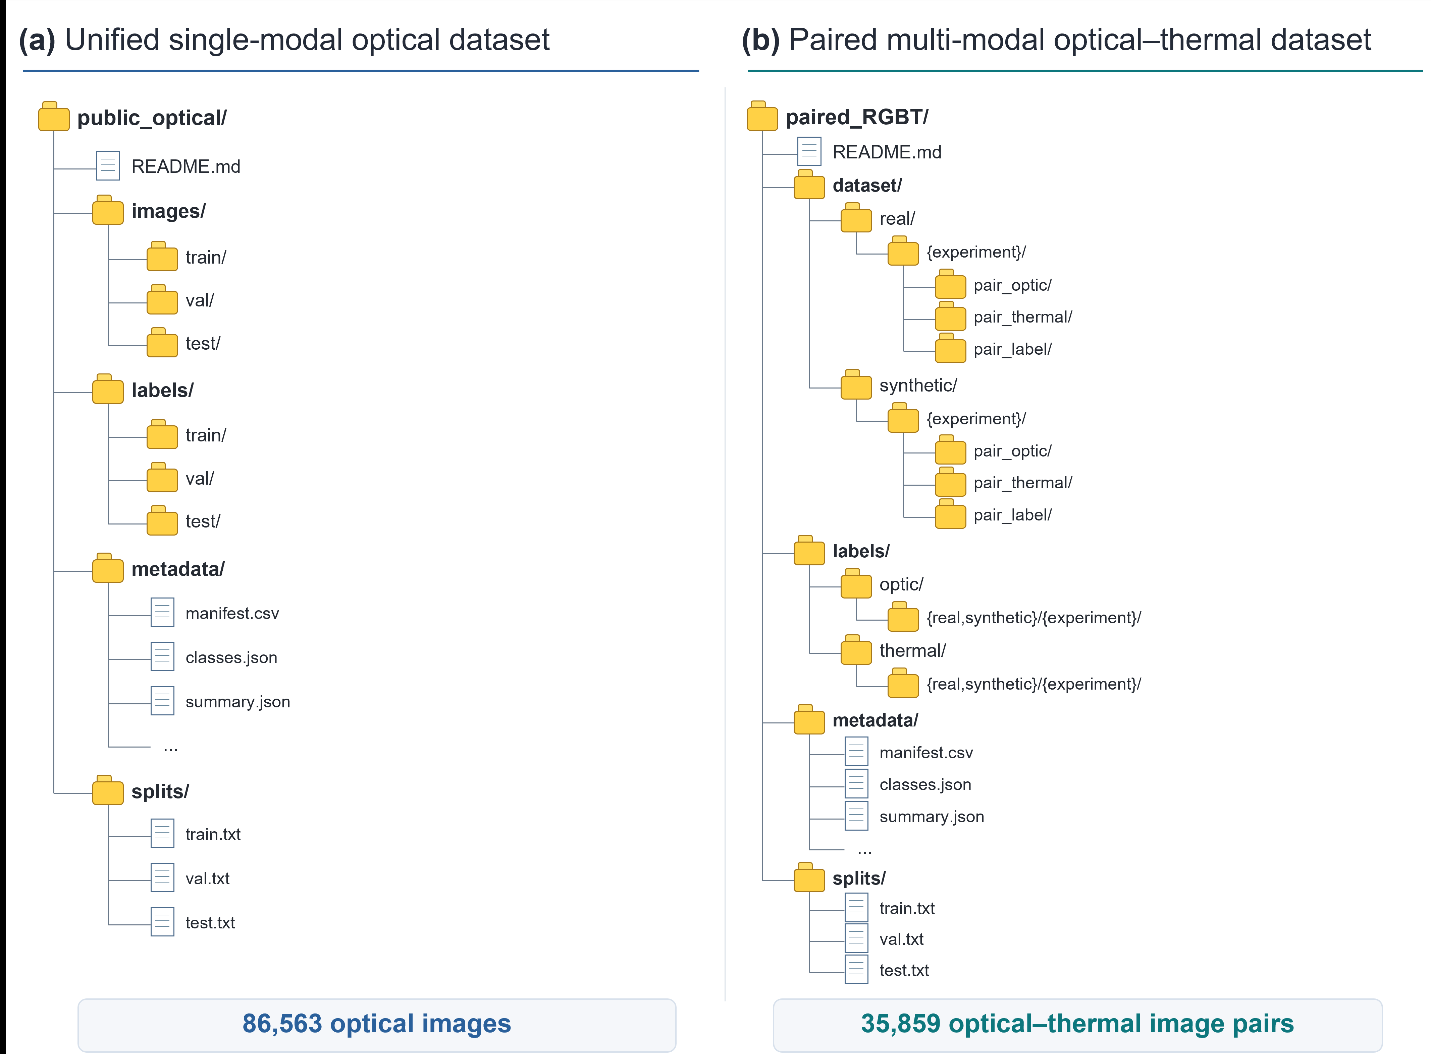 (a) Unified single-modal optical dataset
public_optical/
README.md
images/
train/
val/
test/
labels/
train/
val/
test/
metadata/
manifest.csv
classes.json
summary.json
...
splits/
train.txt
val.txt
test.txt
86,563 optical images
(b) Paired multi-modal optical–thermal dataset
paired_RGBT/
README.md
dataset/
real/
{experiment}/
pair_optic/
pair_thermal/
pair_label/
synthetic/
{experiment}/
pair_optic/
pair_thermal/
pair_label/
labels/
optic/
{real,synthetic}/{experiment}/
thermal/
{real,synthetic}/{experiment}/
metadata/
manifest.csv
classes.json
summary.json
...
splits/
train.txt
val.txt
test.txt
35,859 optical–thermal image pairs